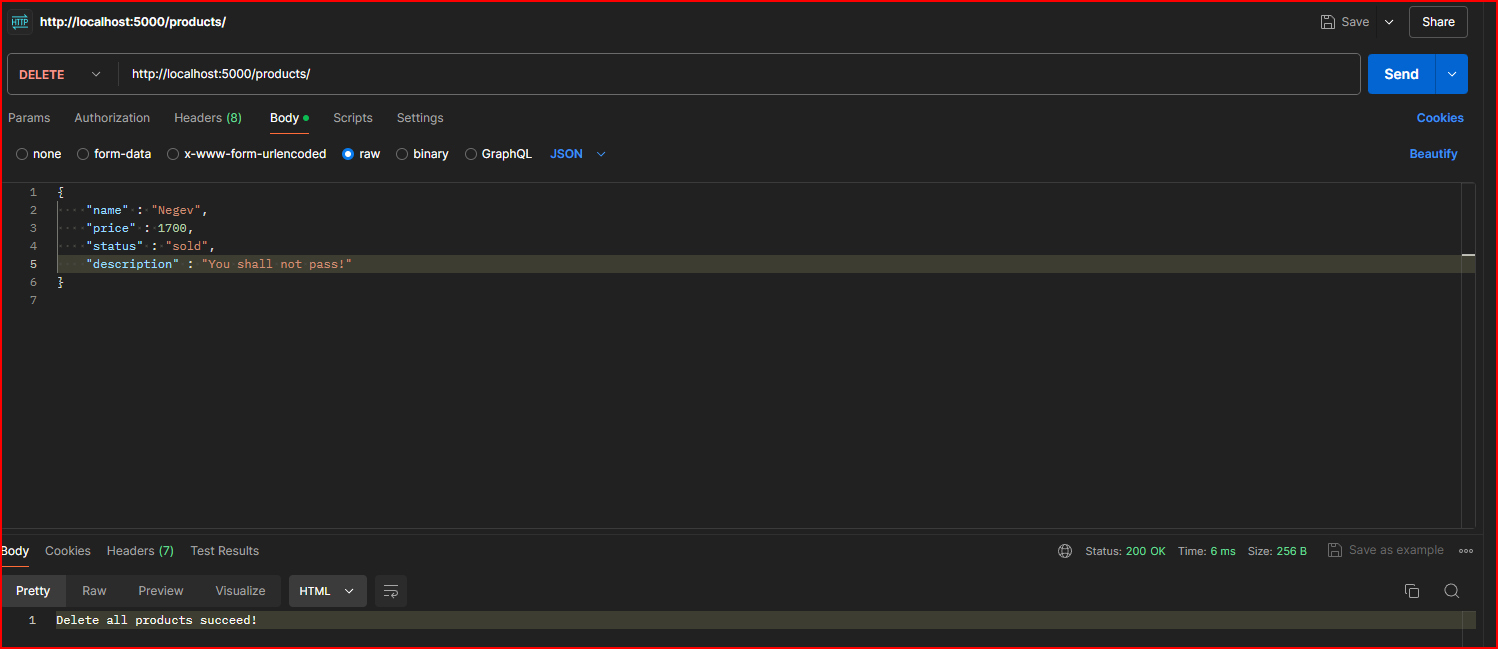 HTTP http://localhost:5000/products/ Save Share
DELETE http://localhost:5000/products/ Send
Params Authorization Headers (8) Body Scripts Settings Cookies
none form-data x-www-form-urlencoded raw binary GraphQL JSON Beautify
1 {
2 ····"name"·:·"Negev",
3 ····"price"·:·1700,
4 ····"status"·:·"sold",
5 ····"description" : "You·shall·not·pass!"
6 }
7
Body Cookies Headers (7) Test Results Status: 200 OK Time: 6 ms Size: 256 B Save as example
Pretty Raw Preview Visualize HTML
1 Delete all products succeed!